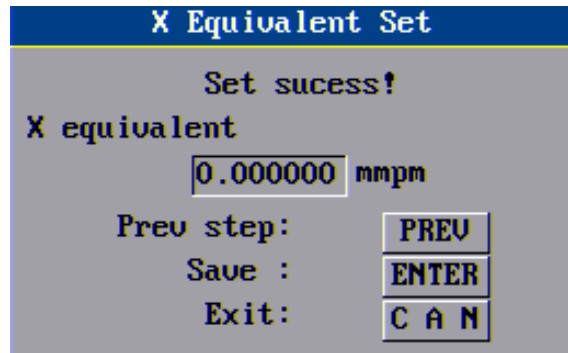 X Equivalent Set
Set sucess!
X equivalent
0.000000 mmpm
Prev step: PREV
Save : ENTER
Exit: C A N